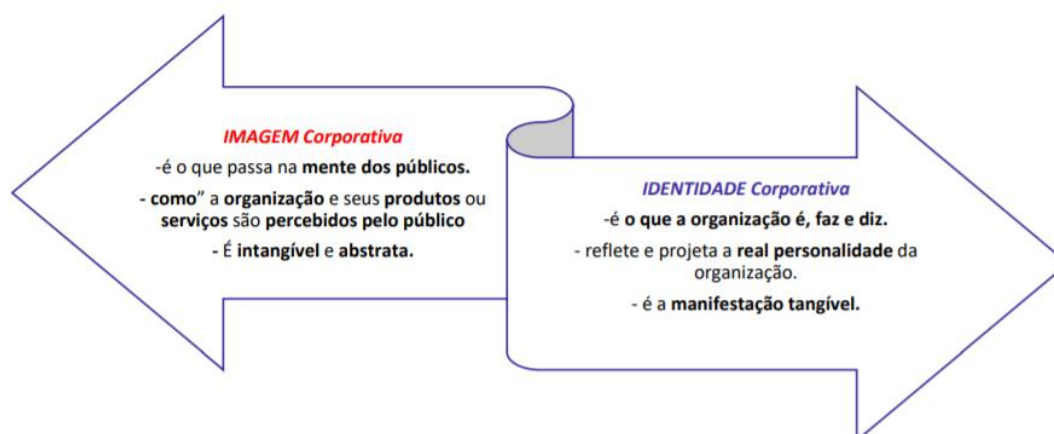 IMAGEM Corporativa
-é o que passa na mente dos públicos.
- como” a organização e seus produtos ou
serviços são percebidos pelo público
- É intangível e abstrata.
IDENTIDADE Corporativa
-é o que a organização é, faz e diz.
- reflete e projeta a real personalidade da
organização.
- é a manifestação tangível.